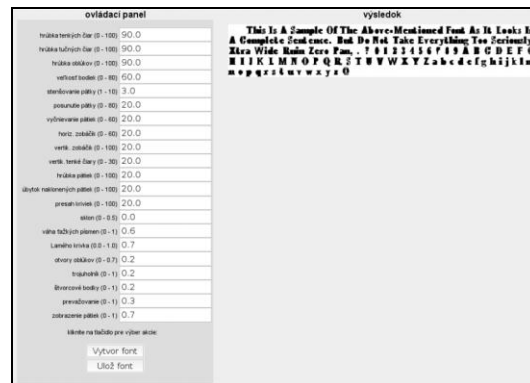 ovládací panel
hrúbka tenkých čiar (0 - 100) 90.0
hrúbka tučných čiar (0 - 100) 90.0
hrúbka oblúkov (0 - 100) 90.0
veľkosť bodiek (0 - 80) 60.0
stenčovanie pätky (1 - 10) 3.0
posunutie pätky (0 - 80) 20.0
vyčnievanie pätiek (0 - 60) 20.0
horiz. zobáčik (0 - 60) 20.0
vertik. zobáčik (0 - 100) 20.0
vertik. tenké čiary (0 - 30) 20.0
hrúbka pätiek (0 - 100) 20.0
úbytok naklonených pätiek (0 - 100) 20.0
presah kriviek (0 - 100) 20.0
sklon (0 - 0.5) 0.0
váha ťažkých písmen (0 - 1) 0.6
Lamého krivka (0.0 - 1.0) 0.7
otvory oblúkov (0 - 0.7) 0.2
trojuholník (0 - 1) 0.2
štvorcové bodky (0 - 1) 0.2
prevažovanie (0 - 1) 0.3
zobrazenie pätiek (0 - 1) 0.7
kliknite na tlačidlo pre výber akcie:
Vytvor font
Ulož font
výsledok
This Is A Sample Of The Above-Mentioned Font As It Looks I
A Complete Sentence. But Do Not Take Everything Too Seriously
Xtra Wide Ruin Zero Pan, . ? 0 1 2 3 4 5 6 7 8 9 A B C D E F G
H I J K L M N O P Q R S T U V W X Y Z a b c d e f g h i j k l m
n o p q r s t u v w x y z